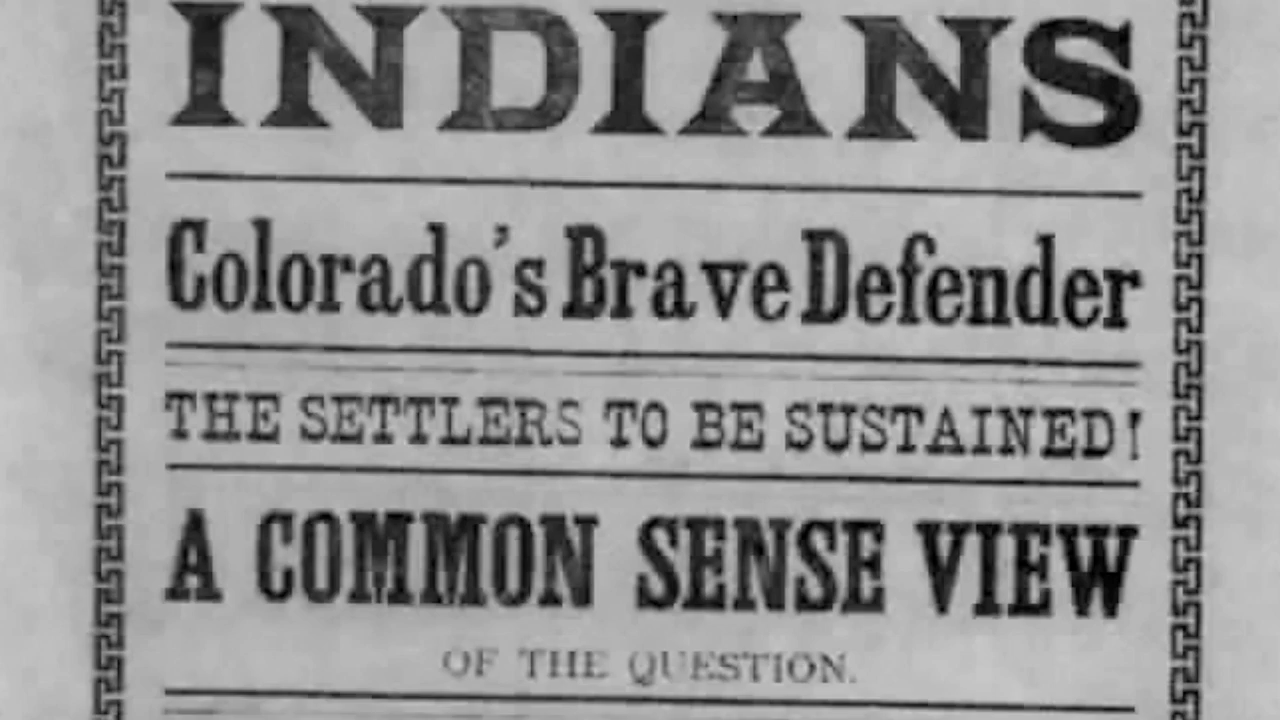 INDIANS
Colorado's Brave Defender
THE SETTLERS TO BE SUSTAINED!
A COMMON SENSE VIEW
OF THE QUESTION.